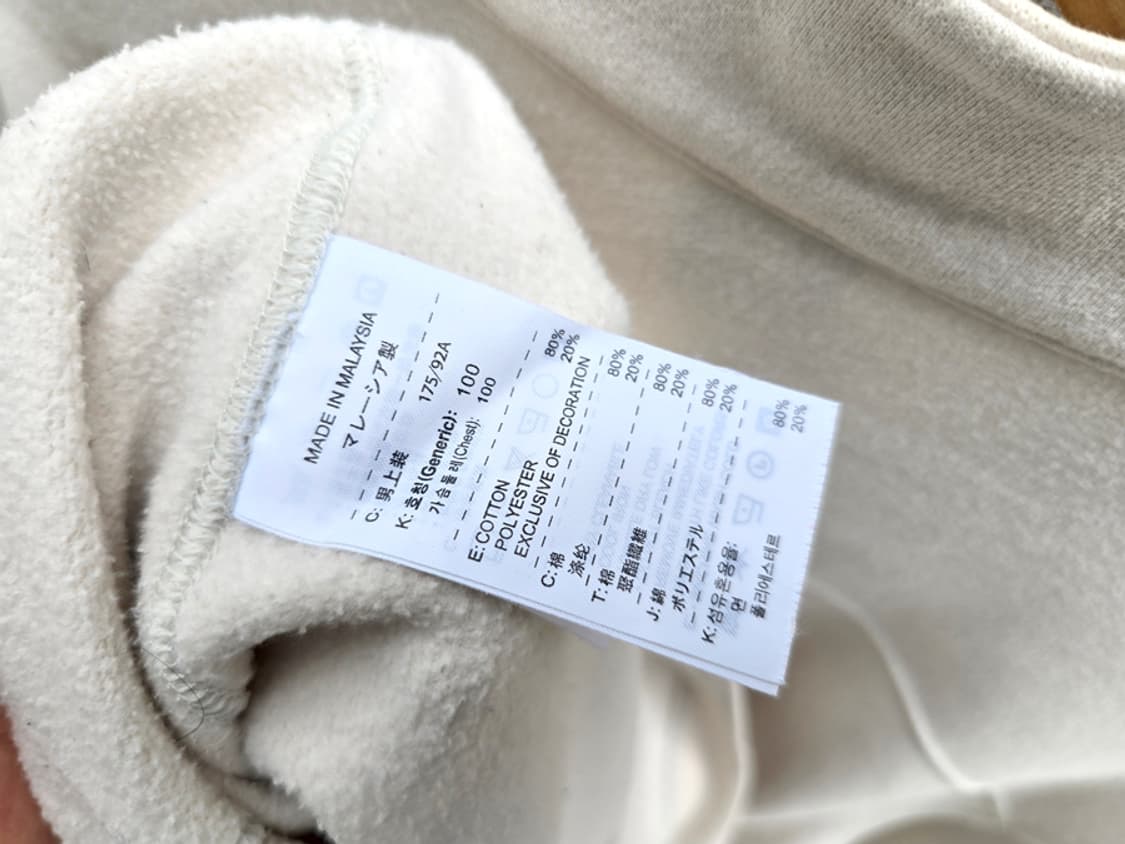 MADE IN MALAYSIA
マレーシア製
C: 男上装 175/92A
K: 호칭(Generic): 100
가슴둘레(Chest): 100
E: COTTON 80%
POLYESTER 20%
EXCLUSIVE OF DECORATION
C: 棉 80%
涤纶 20%
T: 棉 80%
聚酯纖維 20%
J: 綿 80%
ポリエステル 20%
K: 섬유혼용율:
면 80%
폴리에스테르 20%